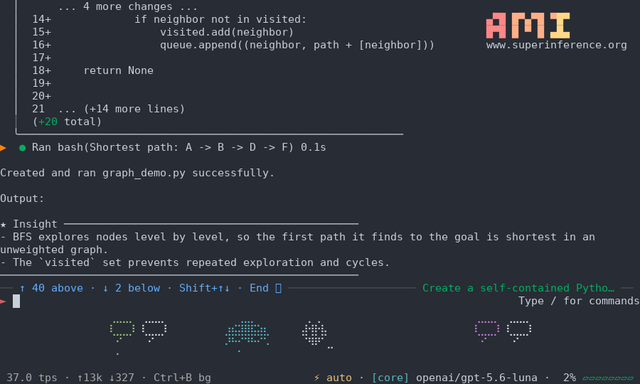 ... 4 more changes ...
14+ if neighbor not in visited:
15+ visited.add(neighbor)
16+ queue.append((neighbor, path + [neighbor]))
17+
18+ return None
19+
20+
21 ... (+14 more lines)
(+20 total)
AMI
www.superinference.org
▶ ● Ran bash(Shortest path: A -> B -> D -> F) 0.1s
Created and ran graph_demo.py successfully.
Output:
★ Insight
- BFS explores nodes level by level, so the first path it finds to the goal is shortest in an
unweighted graph.
- The `visited` set prevents repeated exploration and cycles.
↑ 40 above · ↓ 2 below · Shift+↑↓ · End Create a self-contained Pytho…
Type / for commands
37.0 tps · ↑13k ↓327 · Ctrl+B bg ⚡ auto · [core] openai/gpt-5.6-luna · 2%